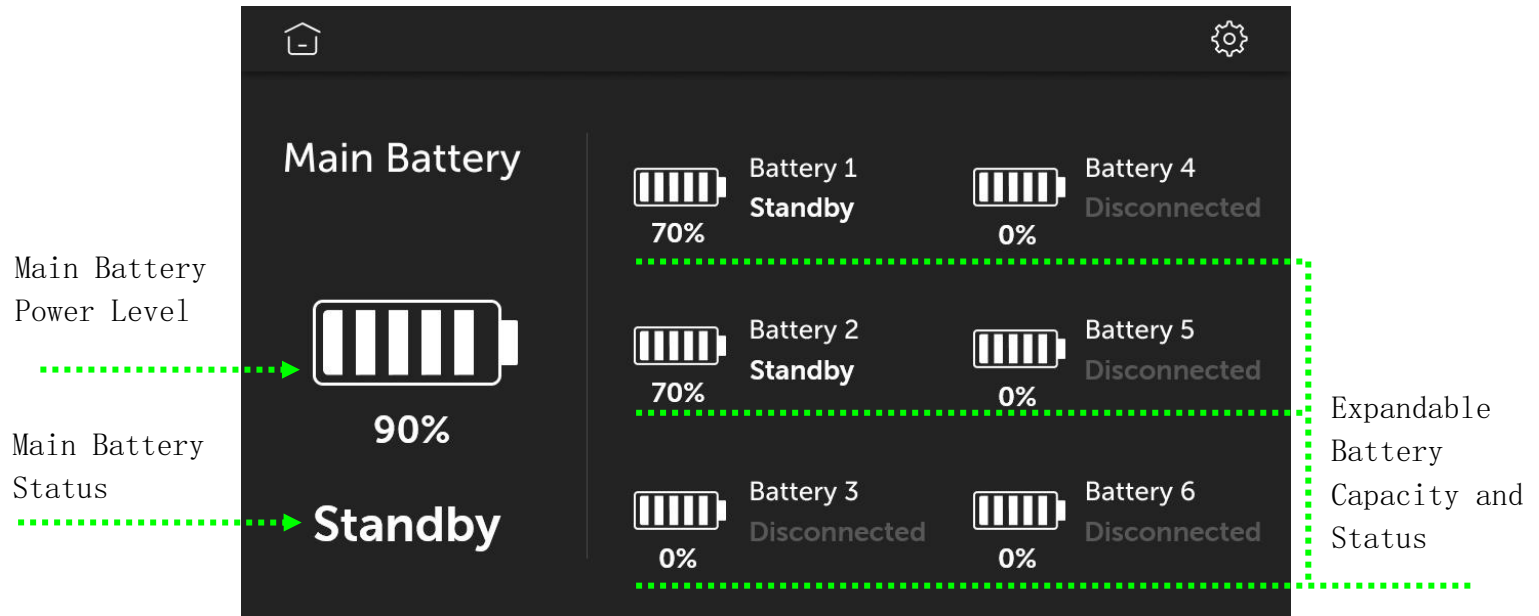 Main Battery
Power Level
Main Battery
Status
Main Battery
90%
Standby
Battery 1
Standby
70%
Battery 2
Standby
70%
Battery 3
Disconnected
0%
Battery 4
Disconnected
0%
Battery 5
Disconnected
0%
Battery 6
Disconnected
0%
Expandable
Battery
Capacity and
Status